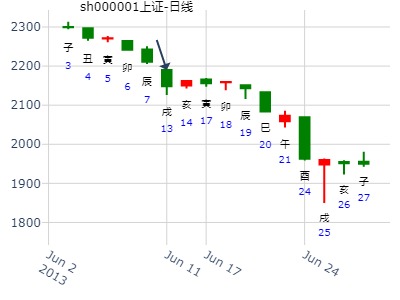 sh000001上证-日线
2300
2200
2100
2000
1900
1800
子
3
丑
4
寅
5
卯
6
辰
7
戌
13
亥
14
寅
17
卯
18
辰
19
巳
20
午
21
酉
24
戌
25
亥
26
子
27
Jun 2
2013
Jun 11
Jun 17
Jun 24